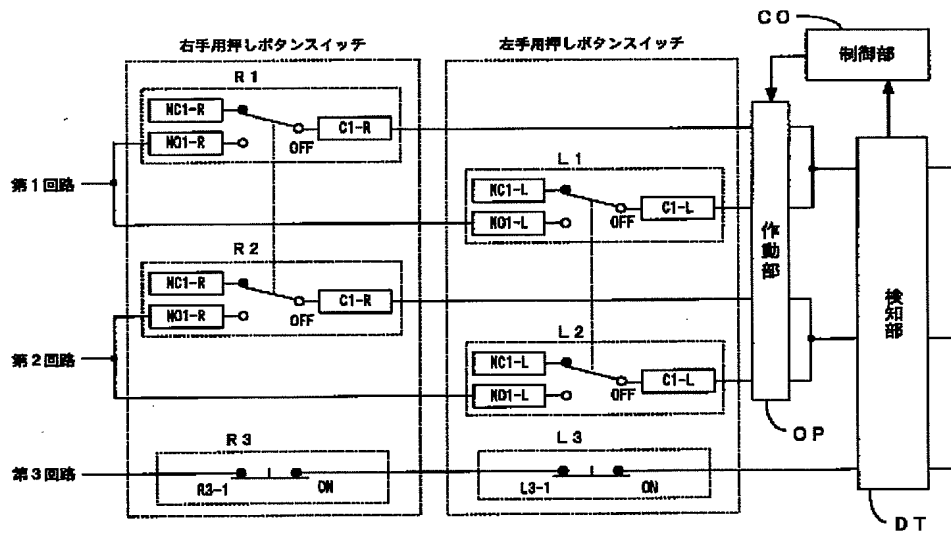 CO
制御部
右手用押しボタンスイッチ
左手用押しボタンスイッチ
R1
NC1-R
NO1-R
OFF
C1-R
第1回路
L1
NC1-L
NO1-L
OFF
C1-L
作動部
検知部
R2
NC1-R
NO1-R
OFF
C1-R
第2回路
L2
NC1-L
NO1-L
OFF
C1-L
OP
第3回路
R3
R3-1
ON
L3
L3-1
ON
DT